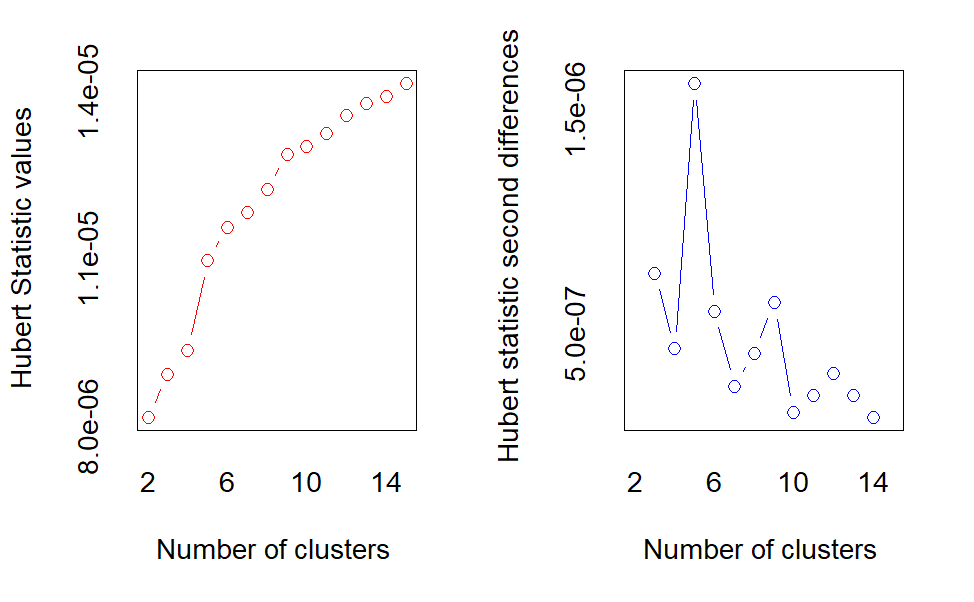 Hubert Statistic values
8.0e-06 1.1e-05 1.4e-05
2 6 10 14
Number of clusters
Hubert statistic second differences
5.0e-07 1.5e-06
2 6 10 14
Number of clusters